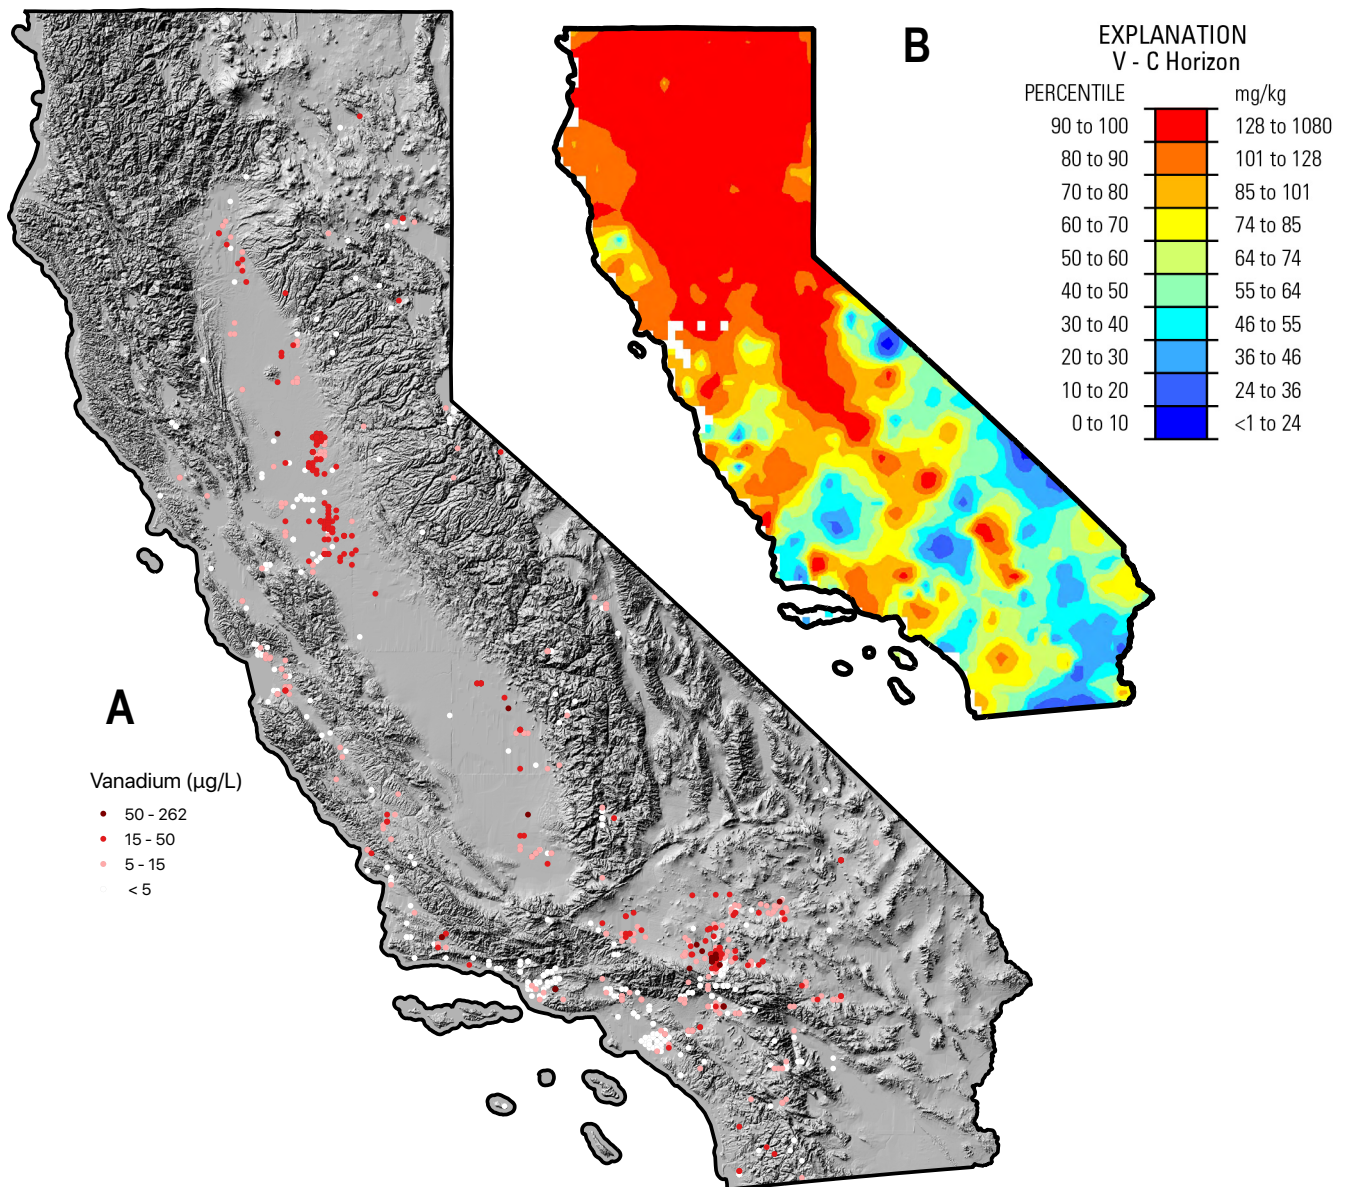 B
EXPLANATION
V - C Horizon
PERCENTILE mg/kg
90 to 100 128 to 1080
80 to 90 101 to 128
70 to 80 85 to 101
60 to 70 74 to 85
50 to 60 64 to 74
40 to 50 55 to 64
30 to 40 46 to 55
20 to 30 36 to 46
10 to 20 24 to 36
0 to 10 <1 to 24
A
Vanadium (µg/L)
50 - 262
15 - 50
5 - 15
< 5